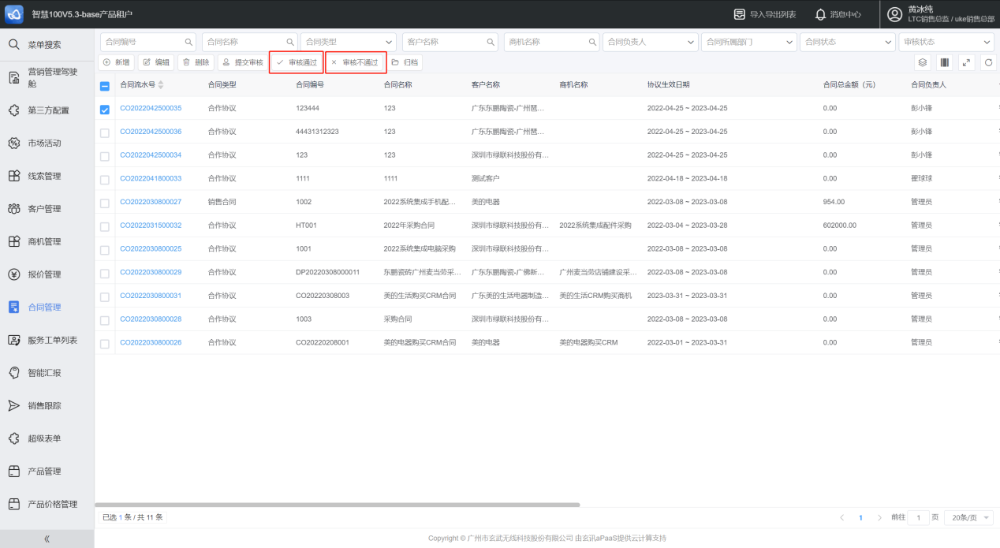 智慧100V5.3-base产品租户
导入导出列表
消息中心
黄冰纯
LTC销售总监 / uke销售总部
菜单搜索
营销管理驾驶舱
第三方配置
市场活动
线索管理
客户管理
商机管理
报价管理
合同管理
服务工单列表
智能汇报
销售跟踪
超级表单
产品管理
产品价格管理
«
合同编号 合同名称 合同类型 客户名称 商机名称 合同负责人 合同所属部门 合同状态 审核状态
新增 编辑 删除 提交审核 审核通过 审核不通过 归档
合同流水号 合同类型 合同编号 合同名称 客户名称 商机名称 协议生效日期 合同总金额（元） 合同负责人
CO2022042500035 合作协议 123444 123 广东东鹏陶瓷-广州琶... 2022-04-25 ~ 2023-04-25 0.00 彭小锋
CO2022042500036 合作协议 44431312323 123 广东东鹏陶瓷-广州琶... 2022-04-25 ~ 2023-04-25 0.00 彭小锋
CO2022042500034 合作协议 123 123 深圳市绿联科技股份有... 2022-04-25 ~ 2023-04-25 0.00 彭小锋
CO2022041800033 合作协议 1111 1111 测试客户 2022-04-18 ~ 2023-04-18 0.00 翟球球
CO2022030800027 销售合同 1002 2022系统集成手机配... 美的电器 2022-03-08 ~ 2023-03-08 954.00 管理员
CO2022031500032 合作协议 HT001 2022年采购合同 深圳市绿联科技股份有... 2022系统集成配件采购 2022-03-04 ~ 2023-03-28 602000.00 管理员
CO2022030800025 合作协议 1001 2022系统集成电脑采购 深圳市绿联科技股份有... 2022-03-08 ~ 2023-03-08 0.00 管理员
CO2022030800029 合作协议 DP20220308000011 东鹏瓷砖广州麦当劳采... 广东东鹏陶瓷-广佛新... 广州麦当劳店铺建设采... 2022-03-08 ~ 2023-03-08 0.00 管理员
CO2022030800031 合作协议 CO20220308003 美的生活购买CRM合同 广东美的生活电器制造... 美的生活CRM购买商机 2023-03-31 ~ 2023-03-31 0.00 管理员
CO2022030800028 合作协议 1003 采购合同 深圳市绿联科技股份有... 2022-03-08 ~ 2023-03-08 0.00 管理员
CO2022030800026 合作协议 CO20220208001 美的电器购买CRM合同 美的电器 美的电器购买CRM 2022-03-01 ~ 2023-03-31 0.00 管理员
已选 1 条 / 共 11 条
1 前往 1 页 20条/页
Copyright © 广州市玄武无线科技股份有限公司 由玄讯aPaaS提供云计算支持